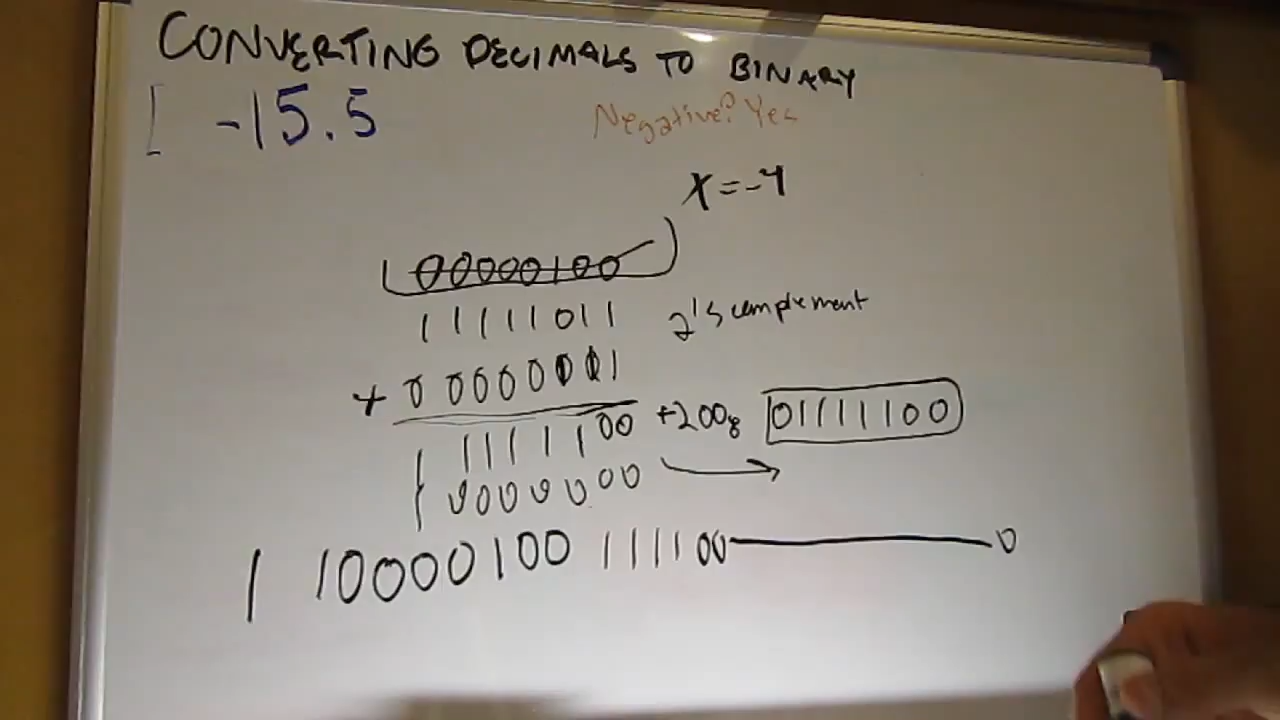 CONVERTING DECIMALS TO BINARY
[ -15.5
Negative? Yes
X=-4
00000100
11111011 2's complement
+ 00000001
11111100 +200₈ 01111100
10000000
1 10000100 111100 0